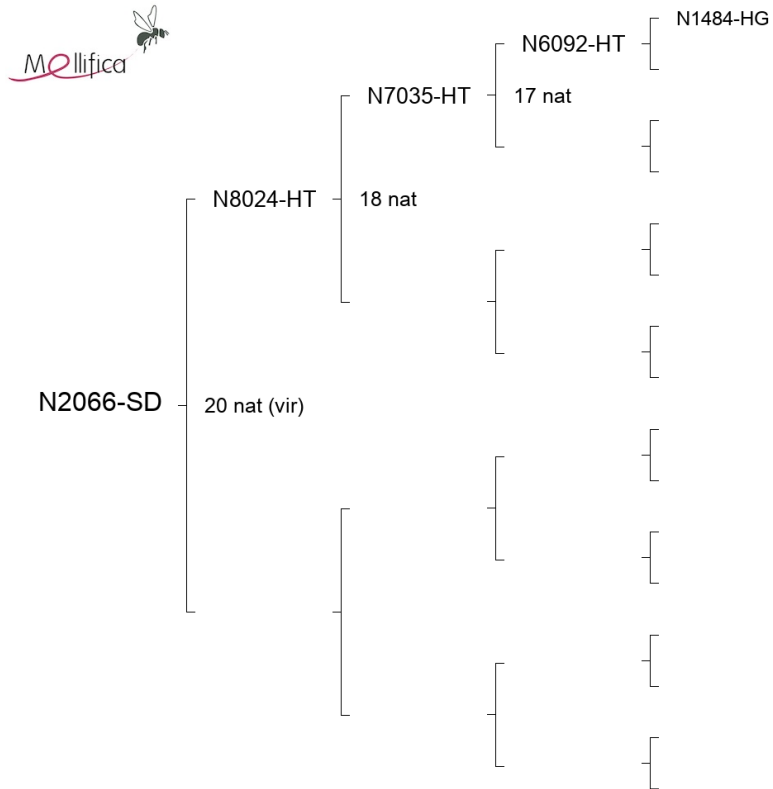 Mellifica
N1484-HG
N6092-HT
N7035-HT
17 nat
N8024-HT
18 nat
N2066-SD
20 nat (vir)